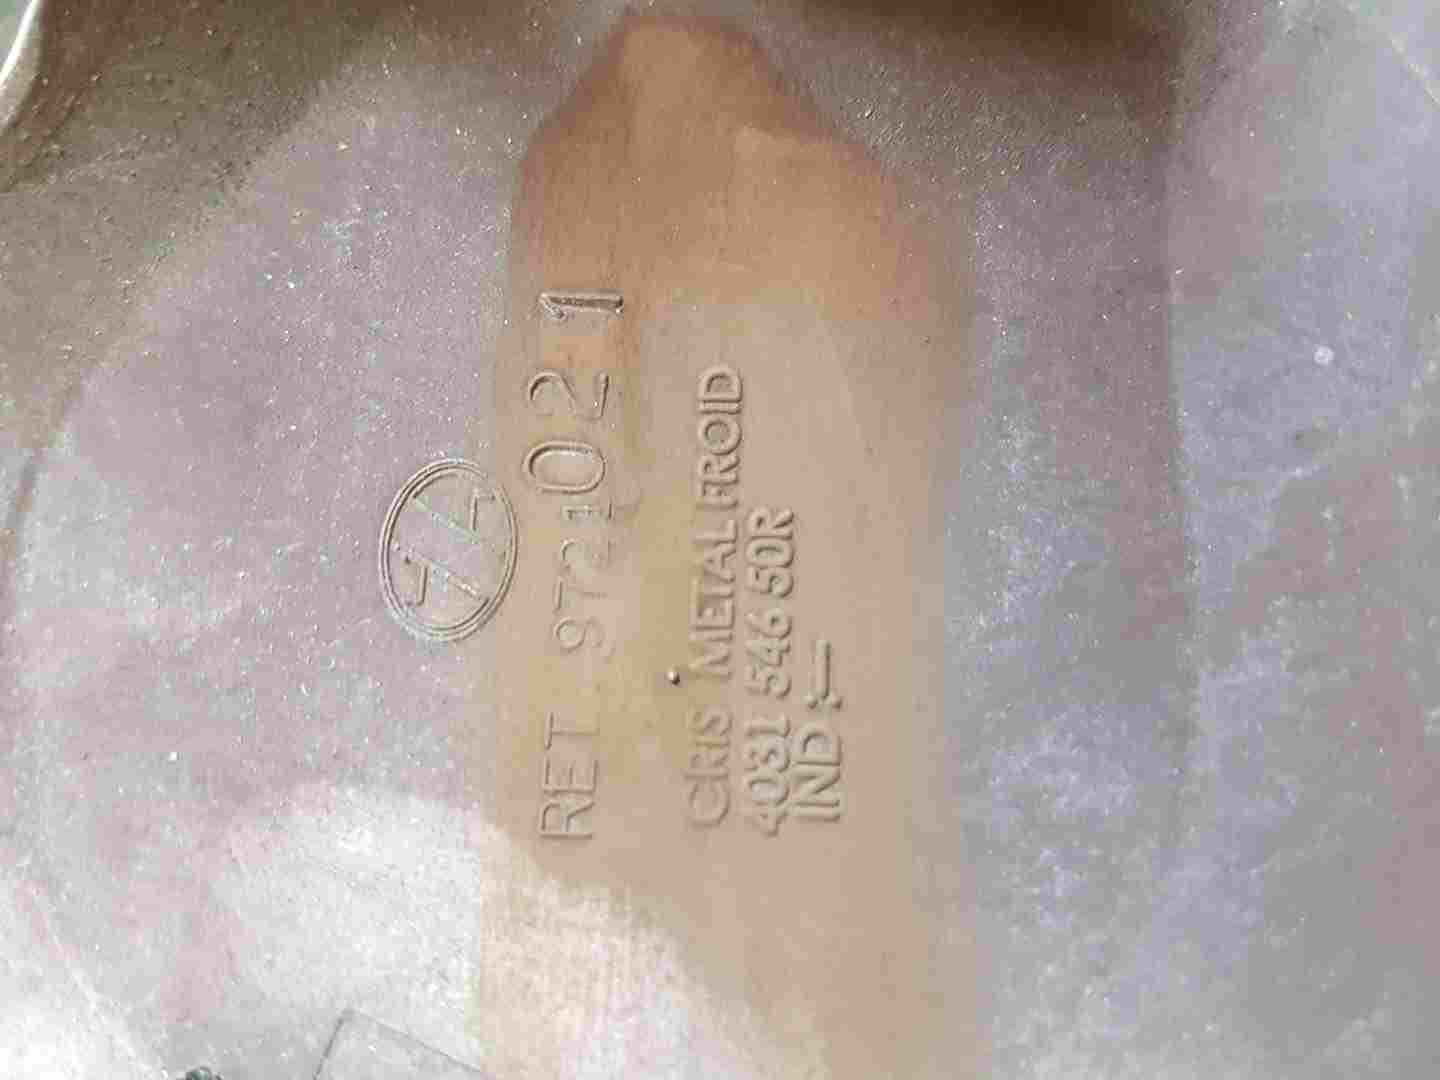 RET 9721021
CRIS METAL FROID
4031 546 50R
IND